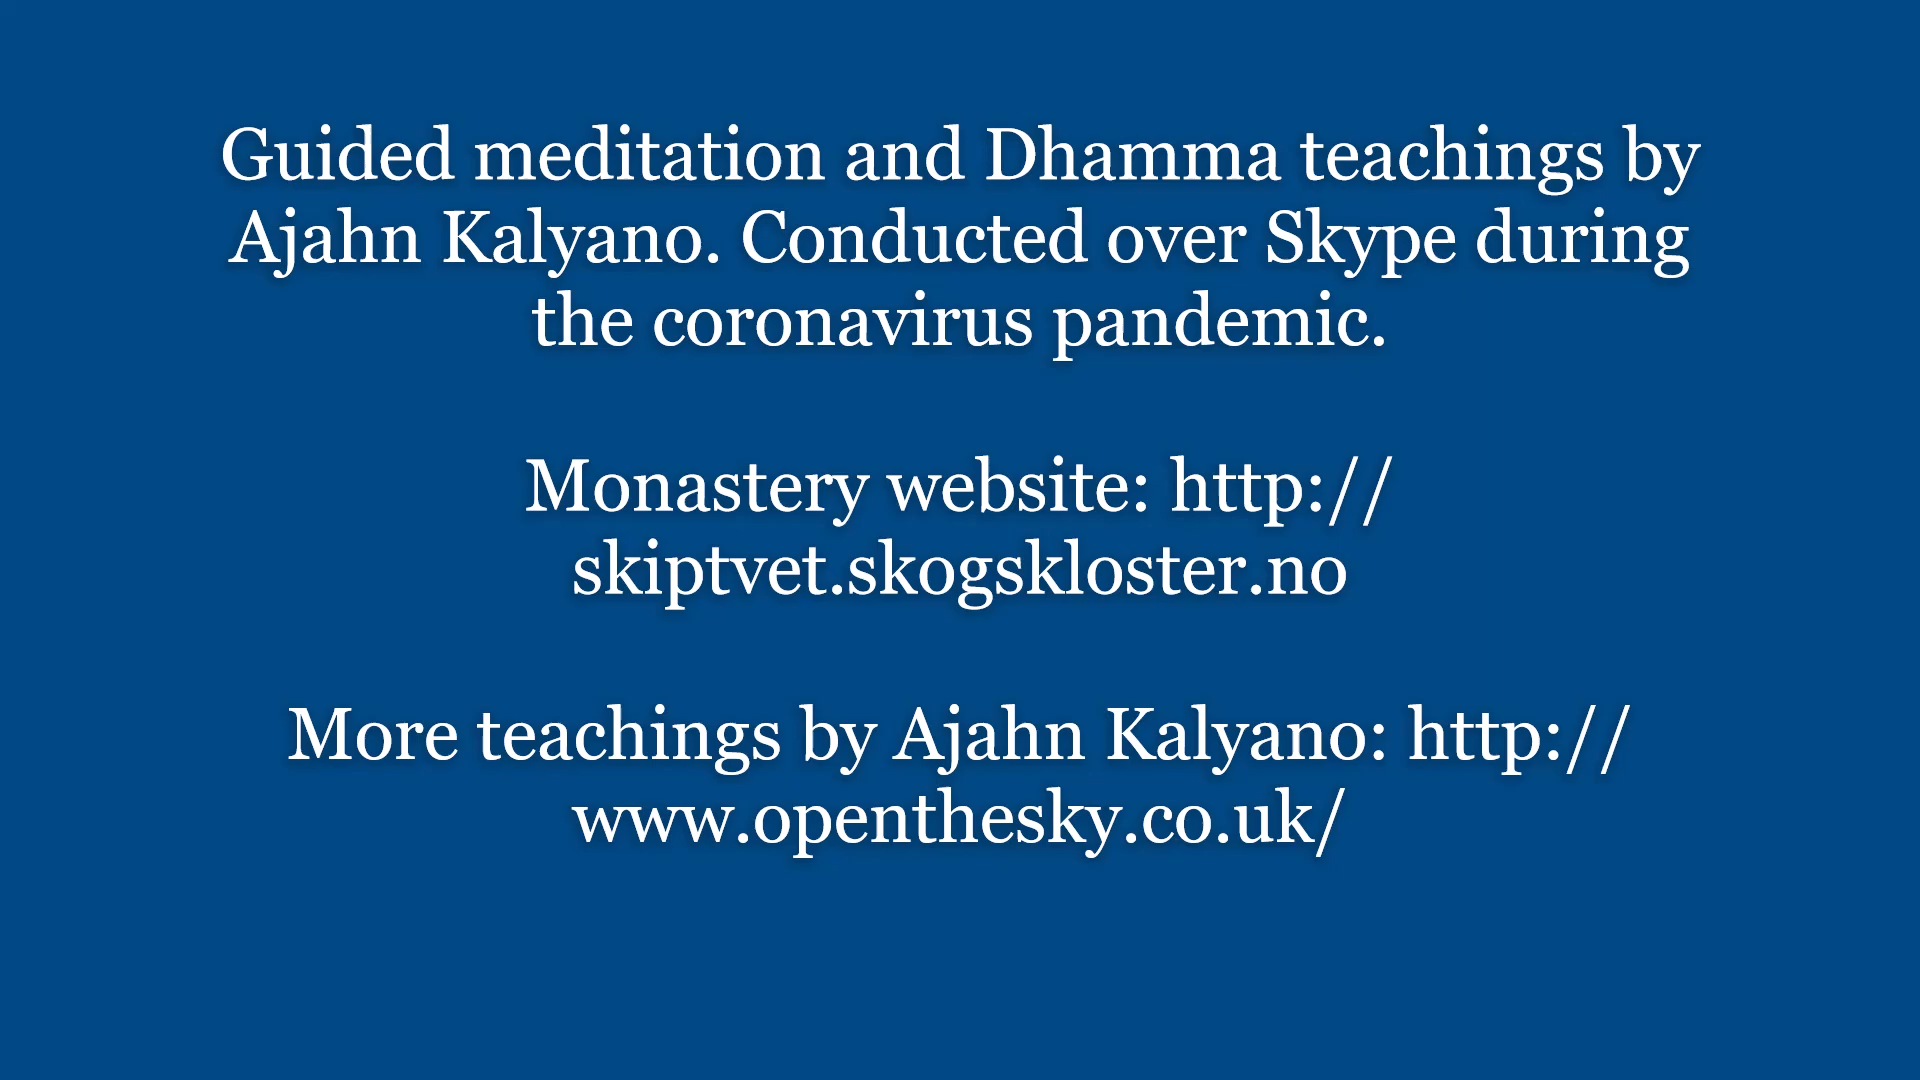 Guided meditation and Dhamma teachings by
Ajahn Kalyano. Conducted over Skype during
the coronavirus pandemic.
Monastery website: http://
skiptvet.skogskloster.no
More teachings by Ajahn Kalyano: http://
www.openthesky.co.uk/